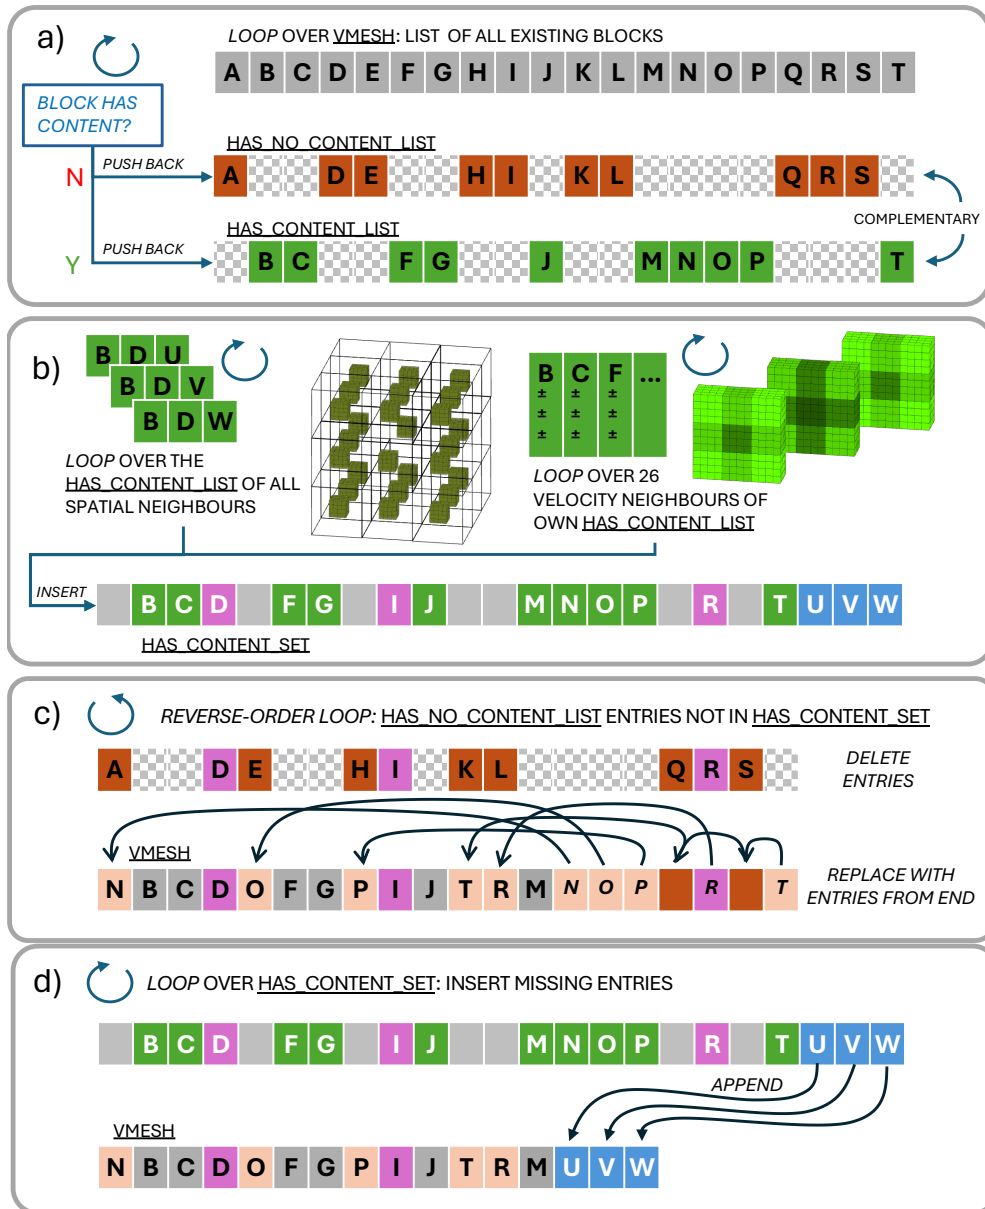 a)
LOOP OVER VMESH: LIST OF ALL EXISTING BLOCKS
A B C D E F G H I J K L M N O P Q R S T
BLOCK HAS
CONTENT?
HAS_NO_CONTENT_LIST
N
PUSH BACK
A D E H I K L Q R S
COMPLEMENTARY
HAS_CONTENT_LIST
Y
PUSH BACK
B C F G J M N O P T
b)
B D U
B D V
B D W
LOOP OVER THE
HAS_CONTENT_LIST OF ALL
SPATIAL NEIGHBOURS
B C F ...
± ± ±
± ± ±
± ± ±
LOOP OVER 26
VELOCITY NEIGHBOURS OF
OWN HAS_CONTENT_LIST
INSERT
B C D F G I J M N O P R T U V W
HAS_CONTENT_SET
c)
REVERSE-ORDER LOOP: HAS_NO_CONTENT_LIST ENTRIES NOT IN HAS_CONTENT_SET
A D E H I K L Q R S
DELETE
ENTRIES
VMESH
N B C D O F G P I J T R M N O P R T
REPLACE WITH
ENTRIES FROM END
d)
LOOP OVER HAS_CONTENT_SET: INSERT MISSING ENTRIES
B C D F G I J M N O P R T U V W
APPEND
VMESH
N B C D O F G P I J T R M U V W